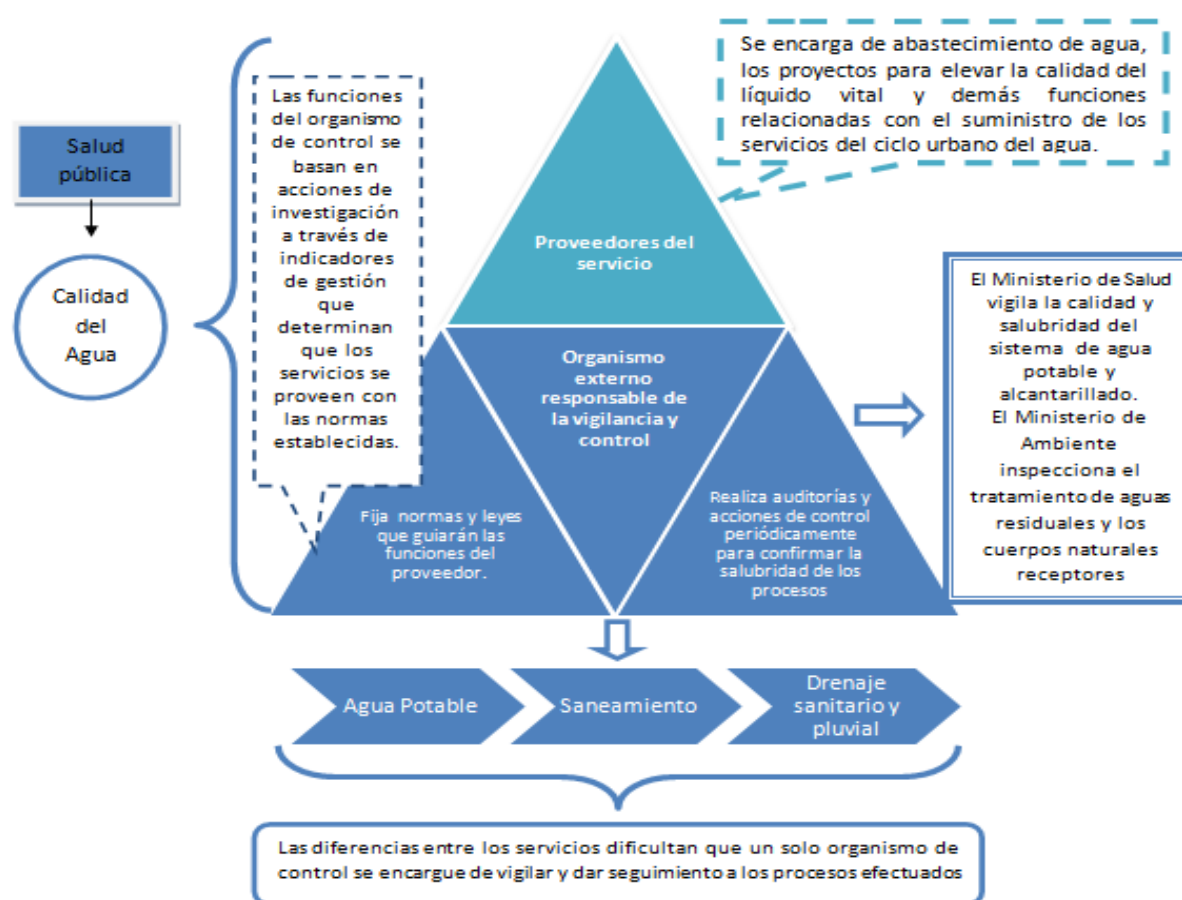 Salud
pública
Calidad
del
Agua
Las funciones
del organismo
de control se
basan en
acciones de
investigación
a través de
indicadores
de gestión
que
determinan
que los
servicios se
proveen con
las normas
establecidas.
Se encarga de abastecimiento de agua,
los proyectos para elevar la calidad del
líquido vital y demás funciones
relacionadas con el suministro de los
servicios del ciclo urbano del agua.
Proveedores del
servicio
Organismo
externo
responsable de
la vigilancia y
control
Fija normas y leyes
que guiarán las
funciones del
proveedor.
Realiza auditorías y
acciones de control
periódicamente
para confirmar la
salubridad de los
procesos
El Ministerio de Salud
vigila la calidad y
salubridad del
sistema de agua
potable y
alcantarillado.
El Ministerio de
Ambiente
inspecciona el
tratamiento de aguas
residuales y los
cuerpos naturales
receptores
Agua Potable
Saneamiento
Drenaje
sanitario y
pluvial
Las diferencias entre los servicios dificultan que un solo organismo de
control se encargue de vigilar y dar seguimiento a los procesos efectuados